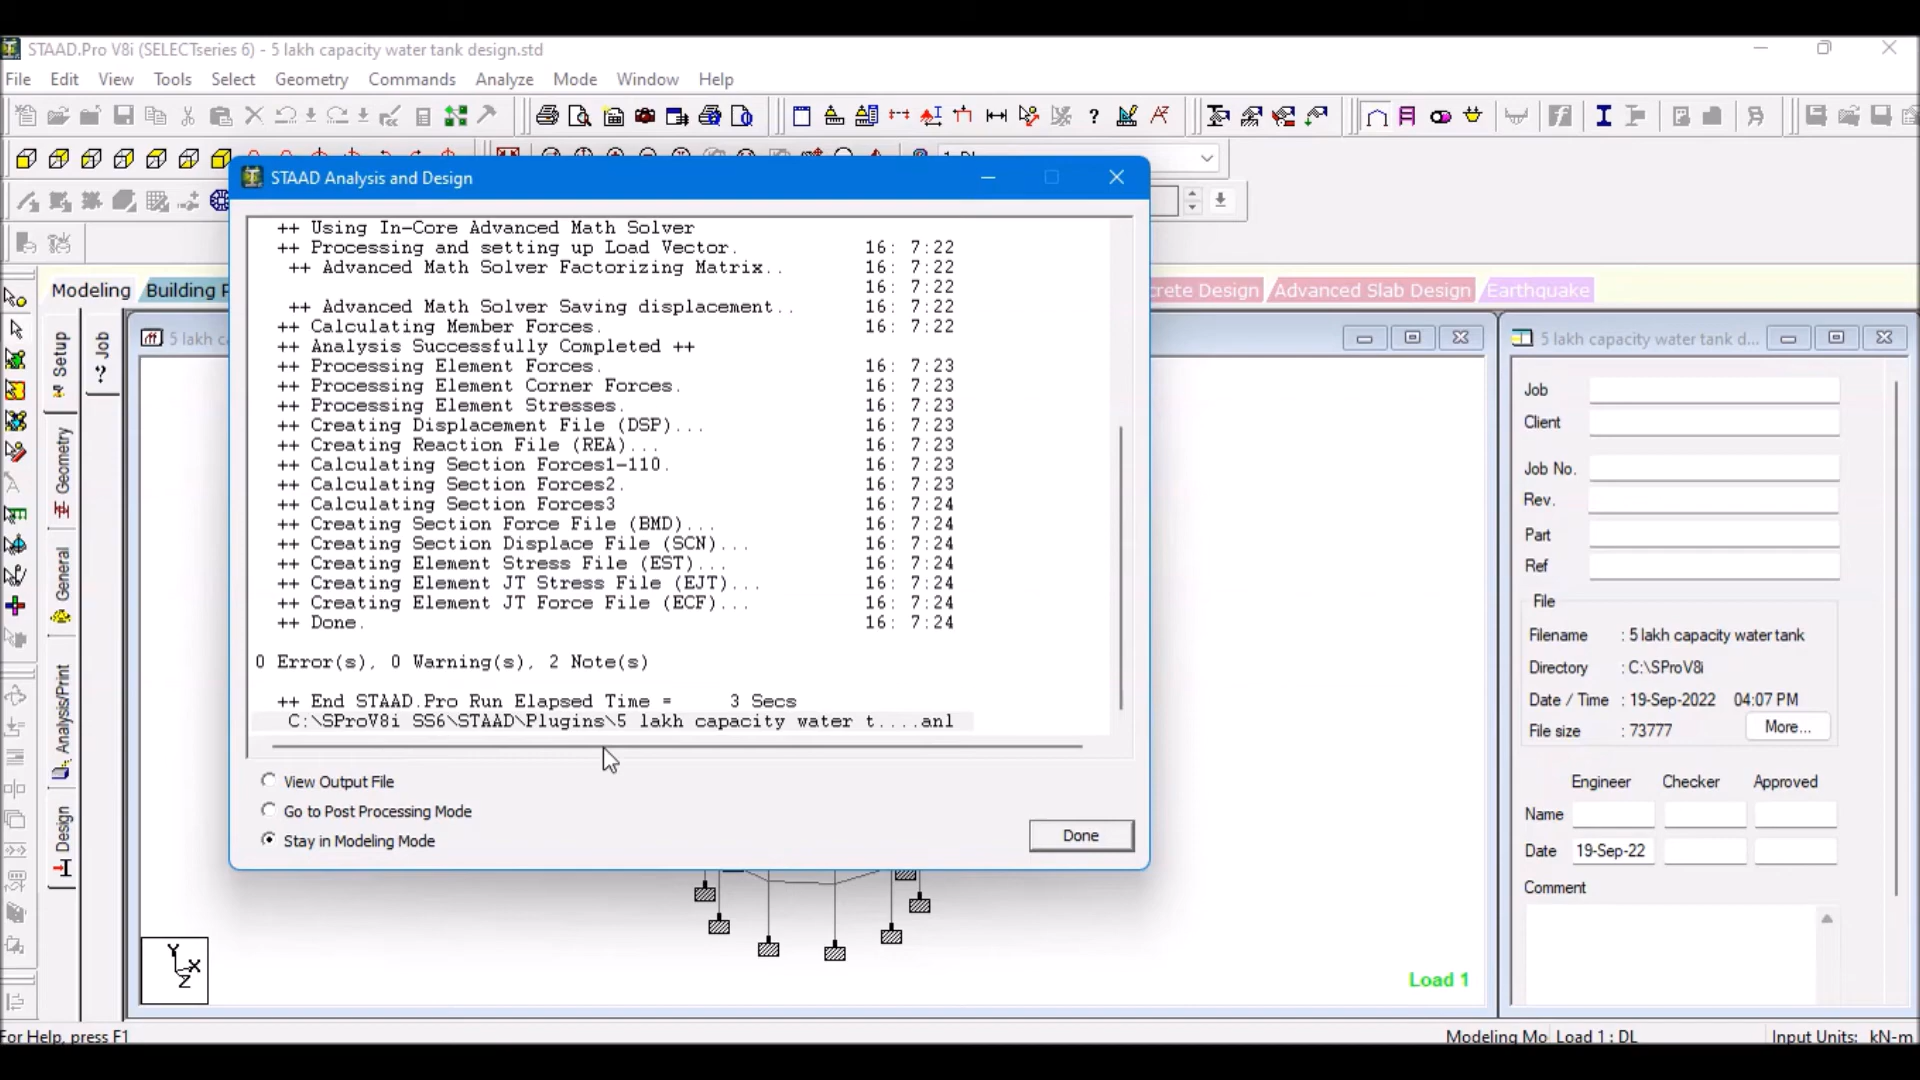 STAAD.Pro V8i (SELECTseries 6) - 5 lakh capacity water tank design.std
File Edit View Tools Select Geometry Commands Analyze Mode Window Help
STAAD Analysis and Design
++ Using In-Core Advanced Math Solver
++ Processing and setting up Load Vector. 16: 7:22
++ Advanced Math Solver Factorizing Matrix.. 16: 7:22
16: 7:22
++ Advanced Math Solver Saving displacement.. 16: 7:22
++ Calculating Member Forces. 16: 7:22
++ Analysis Successfully Completed ++
++ Processing Element Forces. 16: 7:23
++ Processing Element Corner Forces. 16: 7:23
++ Processing Element Stresses. 16: 7:23
++ Creating Displacement File (DSP)... 16: 7:23
++ Creating Reaction File (REA)... 16: 7:23
++ Calculating Section Forces1-110. 16: 7:23
++ Calculating Section Forces2. 16: 7:23
++ Calculating Section Forces3 16: 7:24
++ Creating Section Force File (BMD)... 16: 7:24
++ Creating Section Displace File (SCN)... 16: 7:24
++ Creating Element Stress File (EST)... 16: 7:24
++ Creating Element JT Stress File (EJT)... 16: 7:24
++ Creating Element JT Force File (ECF)... 16: 7:24
++ Done. 16: 7:24
0 Error(s), 0 Warning(s), 2 Note(s)
++ End STAAD.Pro Run Elapsed Time = 3 Secs
C:\SProV8i SS6\STAAD\Plugins\5 lakh capacity water t....anl
View Output File
Go to Post Processing Mode
Stay in Modeling Mode
Done
Modeling Building P
crete Design Advanced Slab Design Earthquake
5 lakh c
Setup
Job
Geometry
General
Analysis/Print
Design
5 lakh capacity water tank d...
Job
Client
Job No.
Rev.
Part
Ref
File
Filename : 5 lakh capacity water tank
Directory : C:\SProV8i
Date / Time : 19-Sep-2022 04:07 PM
File size : 73777 More...
Engineer Checker Approved
Name
Date 19-Sep-22
Comment
Y
X
Z
Load 1
For Help, press F1
Modeling Mo Load 1 : DL Input Units: kN-m